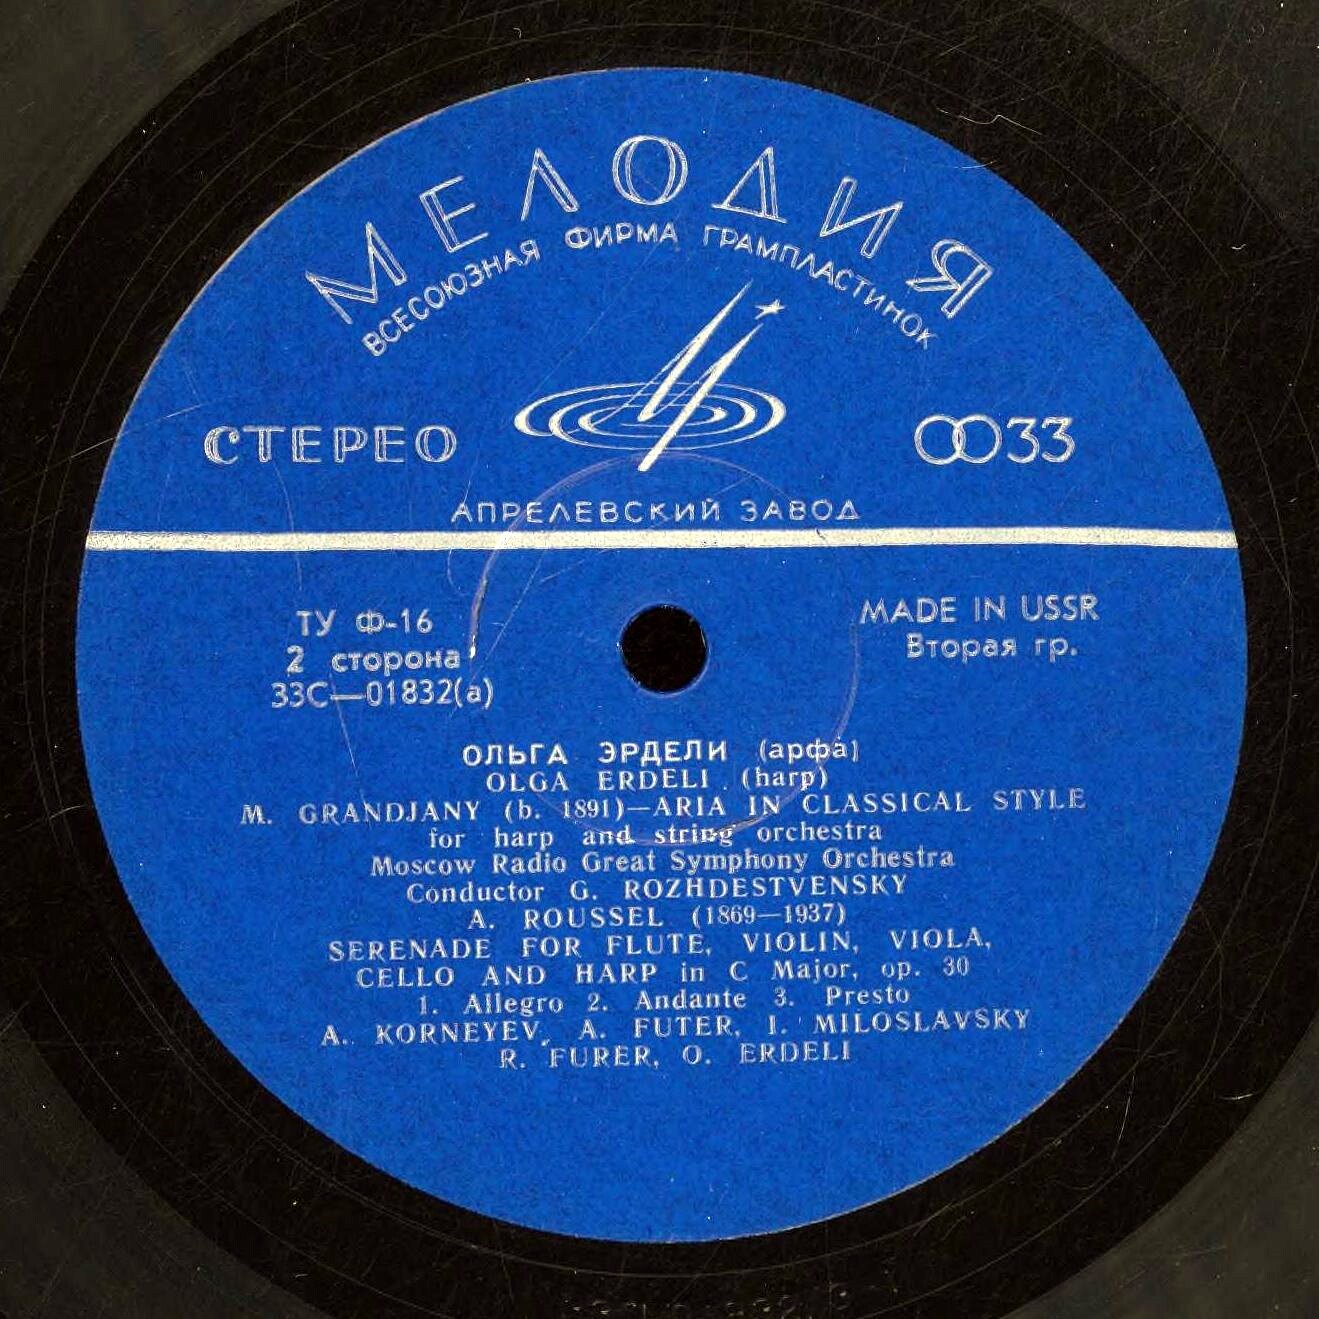 МЕЛОДИЯ
ВСЕСОЮЗНАЯ ФИРМА ГРАМПЛАСТИНОК
СТЕРЕО
33
АПРЕЛЕВСКИЙ ЗАВОД
ТУ Ф-16
2 сторона
33С—01832(а)
MADE IN USSR
Вторая гр.
ОЛЬГА ЭРДЕЛИ (арфа)
OLGA ERDELI (harp)
M. GRANDJANY (b. 1891)—ARIA IN CLASSICAL STYLE
for harp and string orchestra
Moscow Radio Great Symphony Orchestra
Conductor G. ROZHDESTVENSKY
A. ROUSSEL (1869—1937)
SERENADE FOR FLUTE, VIOLIN, VIOLA,
CELLO AND HARP in C Major, op. 30
1. Allegro 2. Andante 3. Presto
A. KORNEYEV, A. FUTER, I. MILOSLAVSKY
R. FURER, O. ERDELI